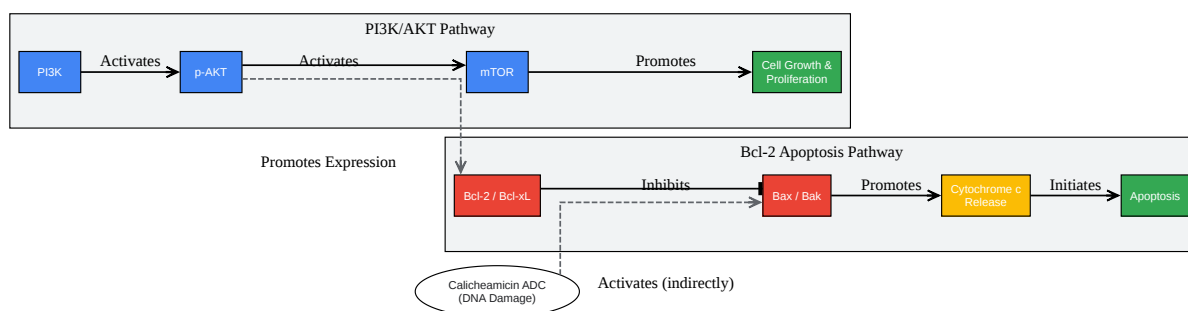 PI3K/AKT Pathway
PI3K
Activates
p-AKT
Activates
mTOR
Promotes
Cell Growth &
Proliferation
Promotes Expression
Bcl-2 Apoptosis Pathway
Bcl-2 / Bcl-xL
Inhibits
Bax / Bak
Promotes
Cytochrome c
Release
Initiates
Apoptosis
Calicheamicin ADC
(DNA Damage)
Activates (indirectly)